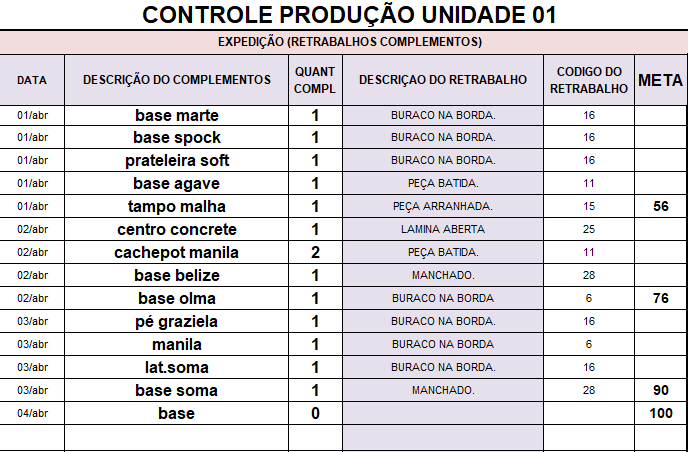 CONTROLE PRODUÇÃO UNIDADE 01
EXPEDIÇÃO (RETRABALHOS COMPLEMENTOS)
DATA DESCRIÇÃO DO COMPLEMENTOS QUANT COMPL DESCRIÇAO DO RETRABALHO CODIGO DO RETRABALHO META
01/abr base marte 1 BURACO NA BORDA. 16
01/abr base spock 1 BURACO NA BORDA. 16
01/abr prateleira soft 1 BURACO NA BORDA. 16
01/abr base agave 1 PEÇA BATIDA. 11
01/abr tampo malha 1 PEÇA ARRANHADA. 15 56
02/abr centro concrete 1 LAMINA ABERTA 25
02/abr cachepot manila 2 PEÇA BATIDA. 11
02/abr base belize 1 MANCHADO. 28
02/abr base olma 1 BURACO NA BORDA 6 76
03/abr pé graziela 1 BURACO NA BORDA. 16
03/abr manila 1 BURACO NA BORDA 6
03/abr lat.soma 1 BURACO NA BORDA. 16
03/abr base soma 1 MANCHADO. 28 90
04/abr base 0 100